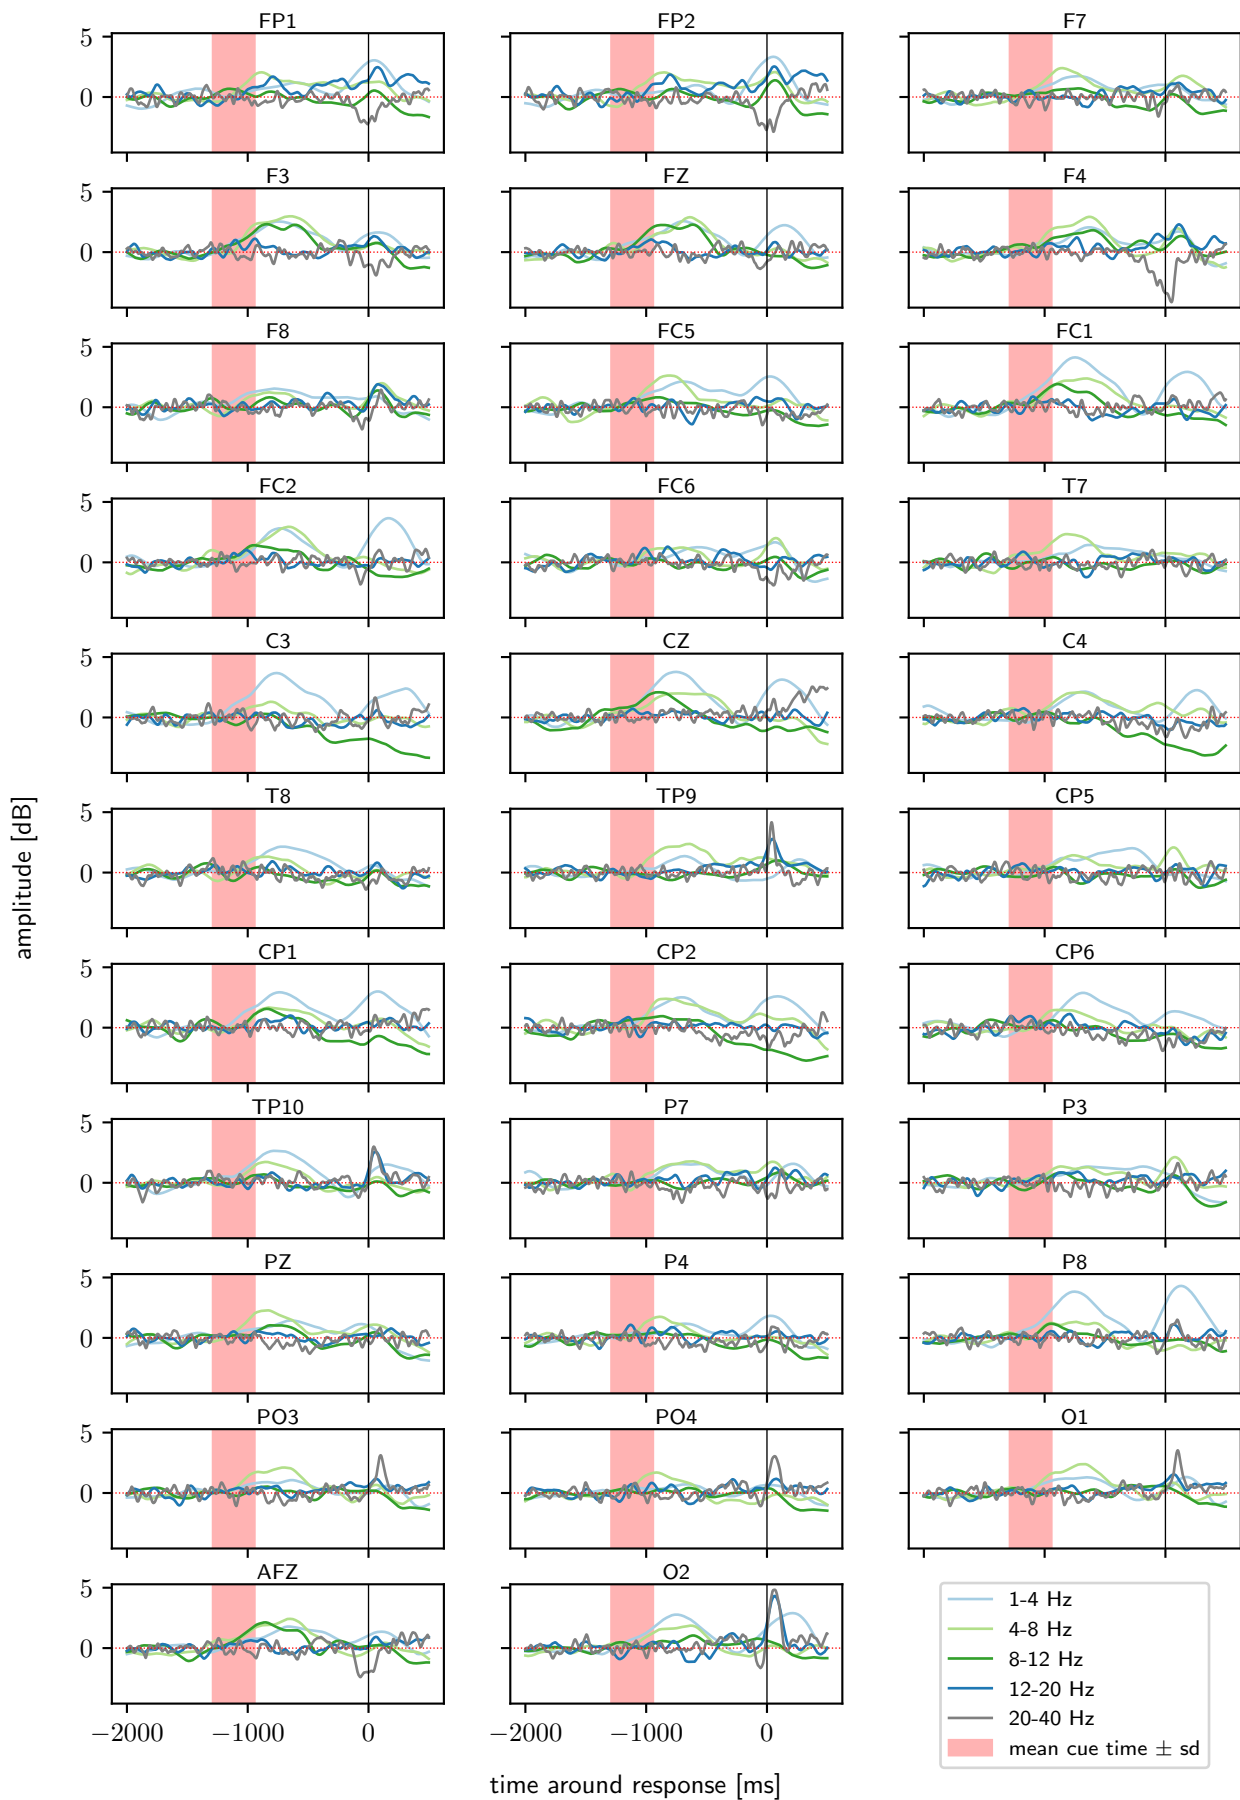 FP1 FP2 F7
5
0
F3 FZ F4
5
0
F8 FC5 FC1
5
0
FC2 FC6 T7
5
0
C3 CZ C4
5
0
T8 TP9 CP5
5
0
CP1 CP2 CP6
5
0
TP10 P7 P3
5
0
PZ P4 P8
5
0
PO3 PO4 O1
5
0
AFZ O2
5
0
−2000 −1000 0 −2000 −1000 0
amplitude [dB]
time around response [ms]
1-4 Hz
4-8 Hz
8-12 Hz
12-20 Hz
20-40 Hz
mean cue time ± sd